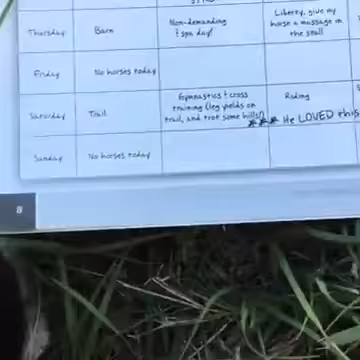 Thursday
Barn
Non-demanding
+ spa day!
Liberty, give my
horse a massage in
the stall
Friday
No horses today
Saturday
Trail
Gymnastics + cross
training (leg yields on
trail, and trot some hills!)
Riding
*** He LOVED this
Sunday
No horses today
8